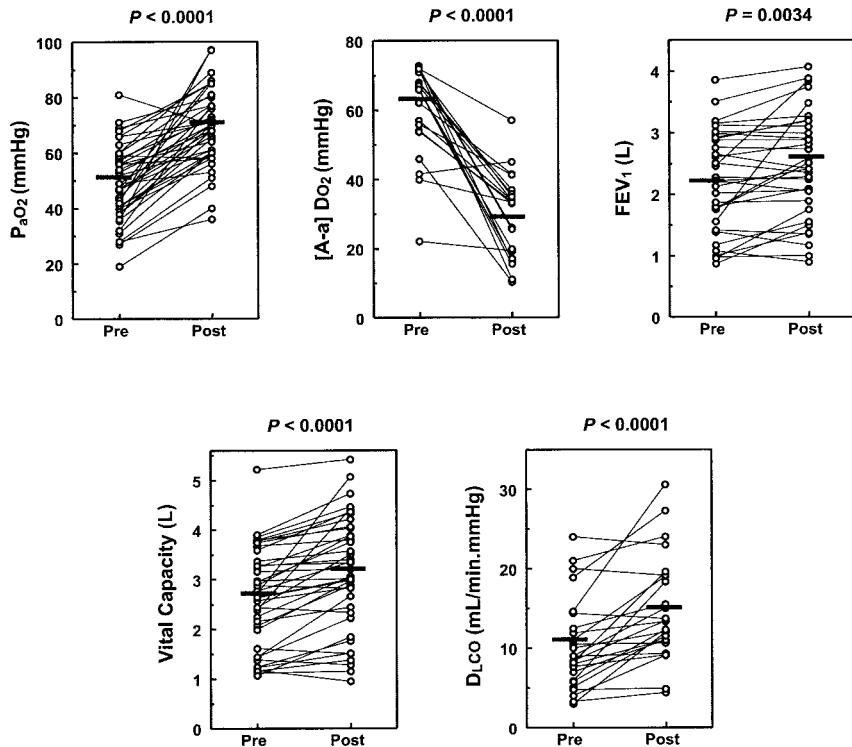 P < 0.0001
P < 0.0001
P = 0.0034
PaO2 (mmHg)
100
80
60
40
20
0
Pre
Post
[A-a] DO2 (mmHg)
80
60
40
20
0
Pre
Post
FEV1 (L)
4
3
2
1
0
Pre
Post
P < 0.0001
P < 0.0001
Vital Capacity (L)
5
4
3
2
1
0
Pre
Post
DLCO (mL/min.mmHg)
30
20
10
0
Pre
Post